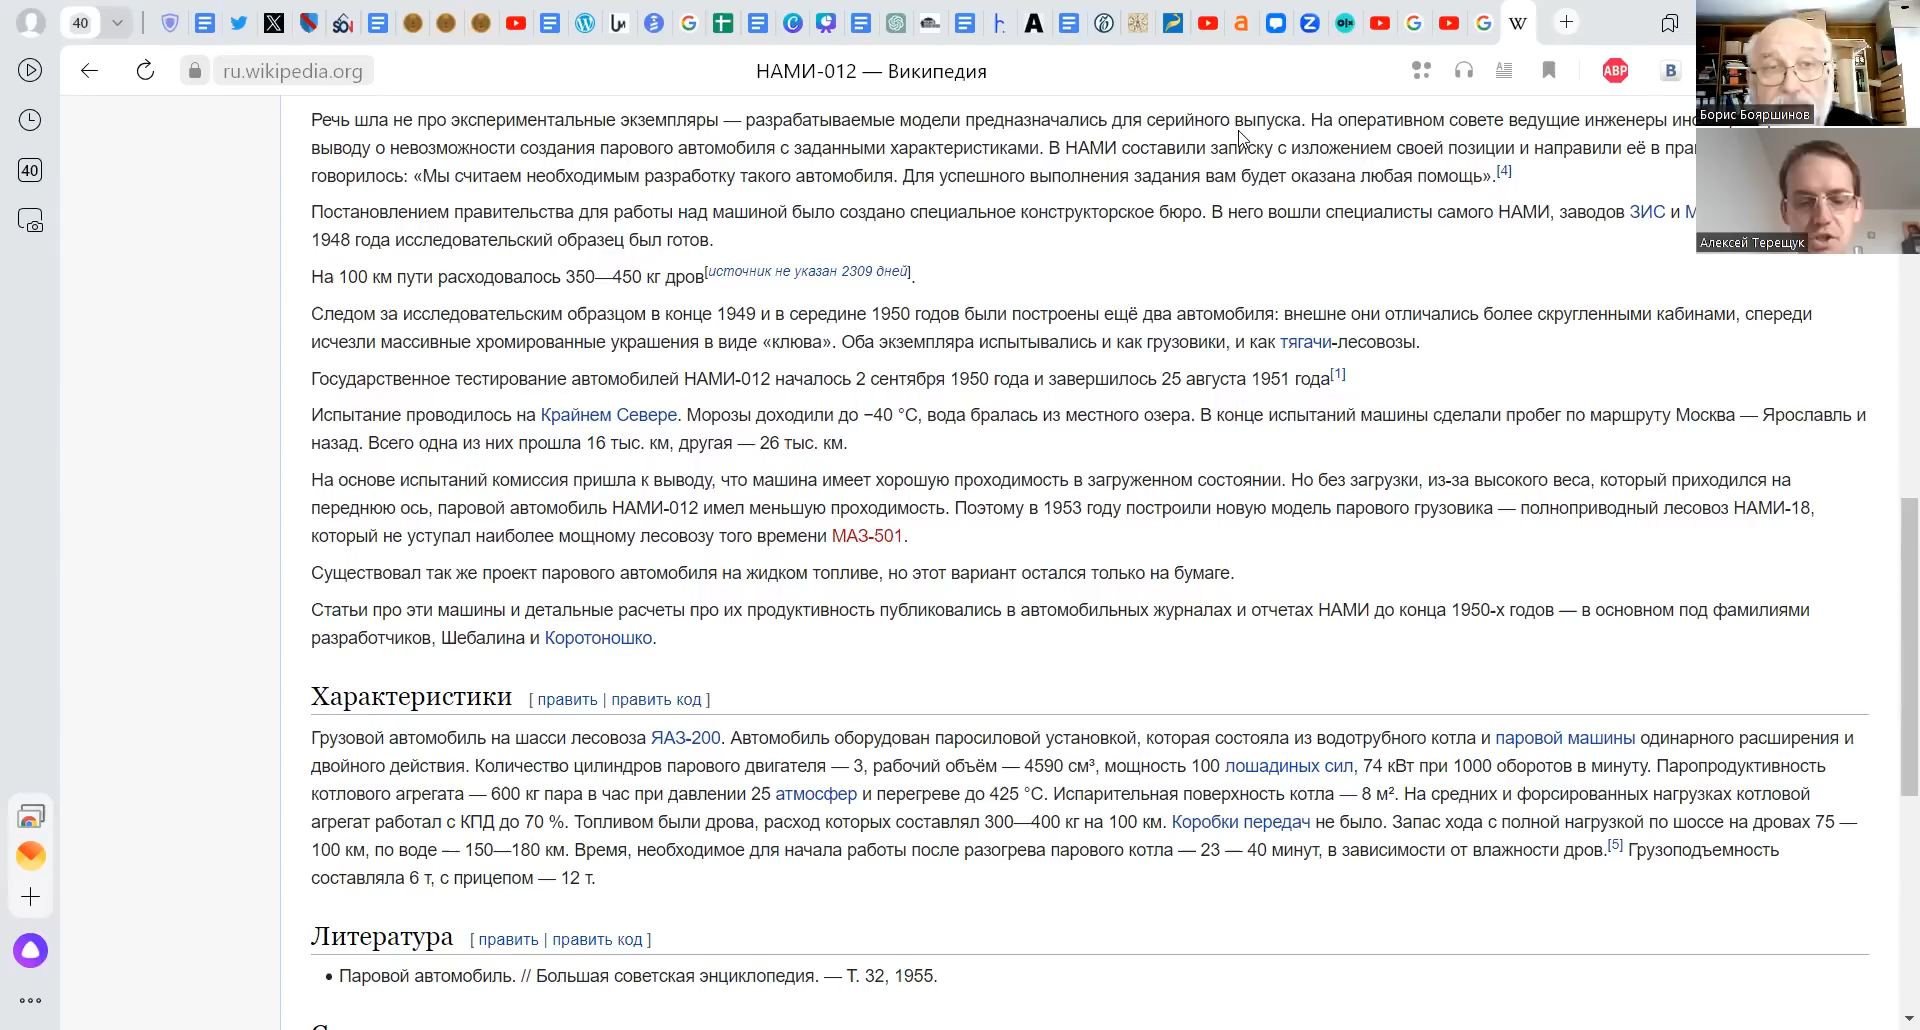 40
ru.wikipedia.org
НАМИ-012 — Википедия
ABP
B
Борис Бояршинов
Алексей Терещук
40
Речь шла не про экспериментальные экземпляры — разрабатываемые модели предназначались для серийного выпуска. На оперативном совете ведущие инженеры
выводу о невозможности создания парового автомобиля с заданными характеристиками. В НАМИ составили записку с изложением своей позиции и направили её в
говорилось: «Мы считаем необходимым разработку такого автомобиля. Для успешного выполнения задания вам будет оказана любая помощь».[4]
Постановлением правительства для работы над машиной было создано специальное конструкторское бюро. В него вошли специалисты самого НАМИ, заводов ЗИС и
1948 года исследовательский образец был готов.
На 100 км пути расходовалось 350—450 кг дров[источник не указан 2309 дней].
Следом за исследовательским образцом в конце 1949 и в середине 1950 годов были построены ещё два автомобиля: внешне они отличались более скругленными кабинами, спереди
исчезли массивные хромированные украшения в виде «клюва». Оба экземпляра испытывались и как грузовики, и как тягачи-лесовозы.
Государственное тестирование автомобилей НАМИ-012 началось 2 сентября 1950 года и завершилось 25 августа 1951 года[1]
Испытание проводилось на Крайнем Севере. Морозы доходили до −40 °C, вода бралась из местного озера. В конце испытаний машины сделали пробег по маршруту Москва — Ярославль и
назад. Всего одна из них прошла 16 тыс. км, другая — 26 тыс. км.
На основе испытаний комиссия пришла к выводу, что машина имеет хорошую проходимость в загруженном состоянии. Но без загрузки, из-за высокого веса, который приходился на
переднюю ось, паровой автомобиль НАМИ-012 имел меньшую проходимость. Поэтому в 1953 году построили новую модель парового грузовика — полноприводный лесовоз НАМИ-18,
который не уступал наиболее мощному лесовозу того времени МАЗ-501.
Существовал так же проект парового автомобиля на жидком топливе, но этот вариант остался только на бумаге.
Статьи про эти машины и детальные расчеты про их продуктивность публиковались в автомобильных журналах и отчетах НАМИ до конца 1950-х годов — в основном под фамилиями
разработчиков, Шебалина и Коротоношко.
Характеристики [ править | править код ]
Грузовой автомобиль на шасси лесовоза ЯАЗ-200. Автомобиль оборудован паросиловой установкой, которая состояла из водотрубного котла и паровой машины одинарного расширения и
двойного действия. Количество цилиндров парового двигателя — 3, рабочий объём — 4590 см³, мощность 100 лошадиных сил, 74 кВт при 1000 оборотов в минуту. Паропродуктивность
котлового агрегата — 600 кг пара в час при давлении 25 атмосфер и перегреве до 425 °C. Испарительная поверхность котла — 8 м². На средних и форсированных нагрузках котловой
агрегат работал с КПД до 70 %. Топливом были дрова, расход которых составлял 300—400 кг на 100 км. Коробки передач не было. Запас хода с полной нагрузкой по шоссе на дровах 75 —
100 км, по воде — 150—180 км. Время, необходимое для начала работы после разогрева парового котла — 23 — 40 минут, в зависимости от влажности дров.[5] Грузоподъемность
составляла 6 т, с прицепом — 12 т.
Литература [ править | править код ]
• Паровой автомобиль. // Большая советская энциклопедия. — Т. 32, 1955.